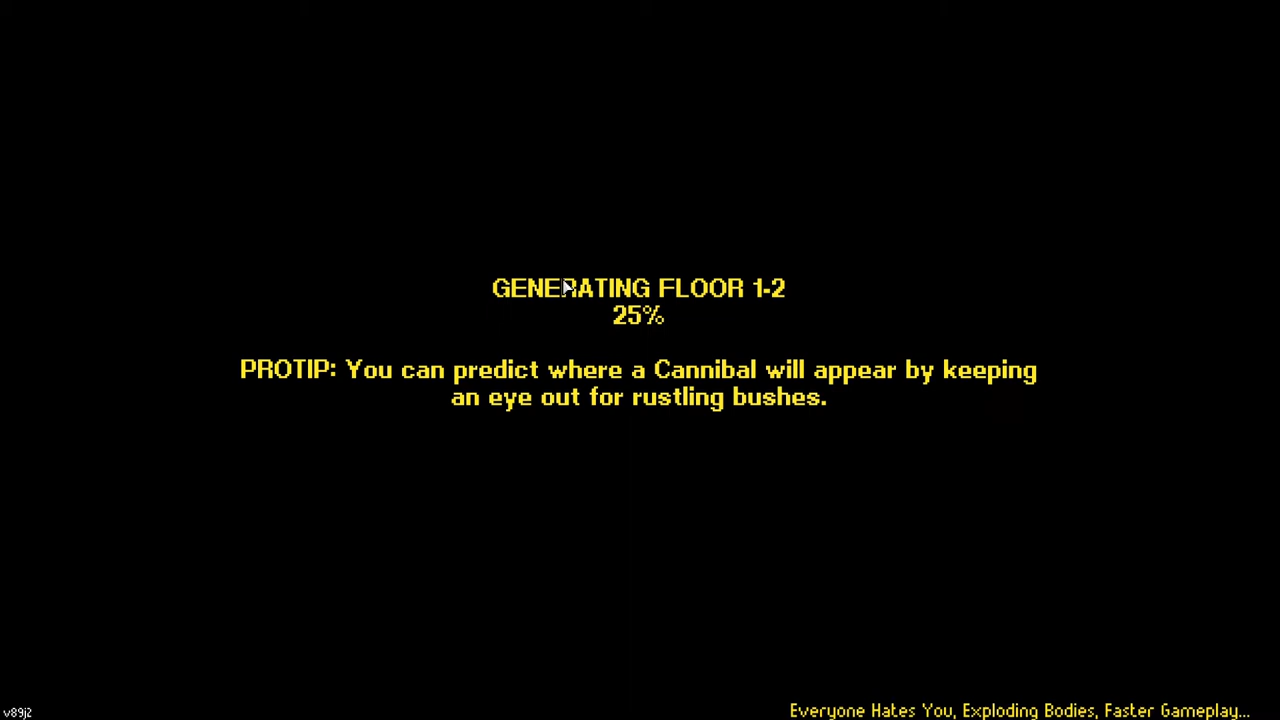 GENERATING FLOOR 1-2
25%
PROTIP: You can predict where a Cannibal will appear by keeping
an eye out for rustling bushes.
v89j2
Everyone Hates You, Exploding Bodies, Faster Gameplay...